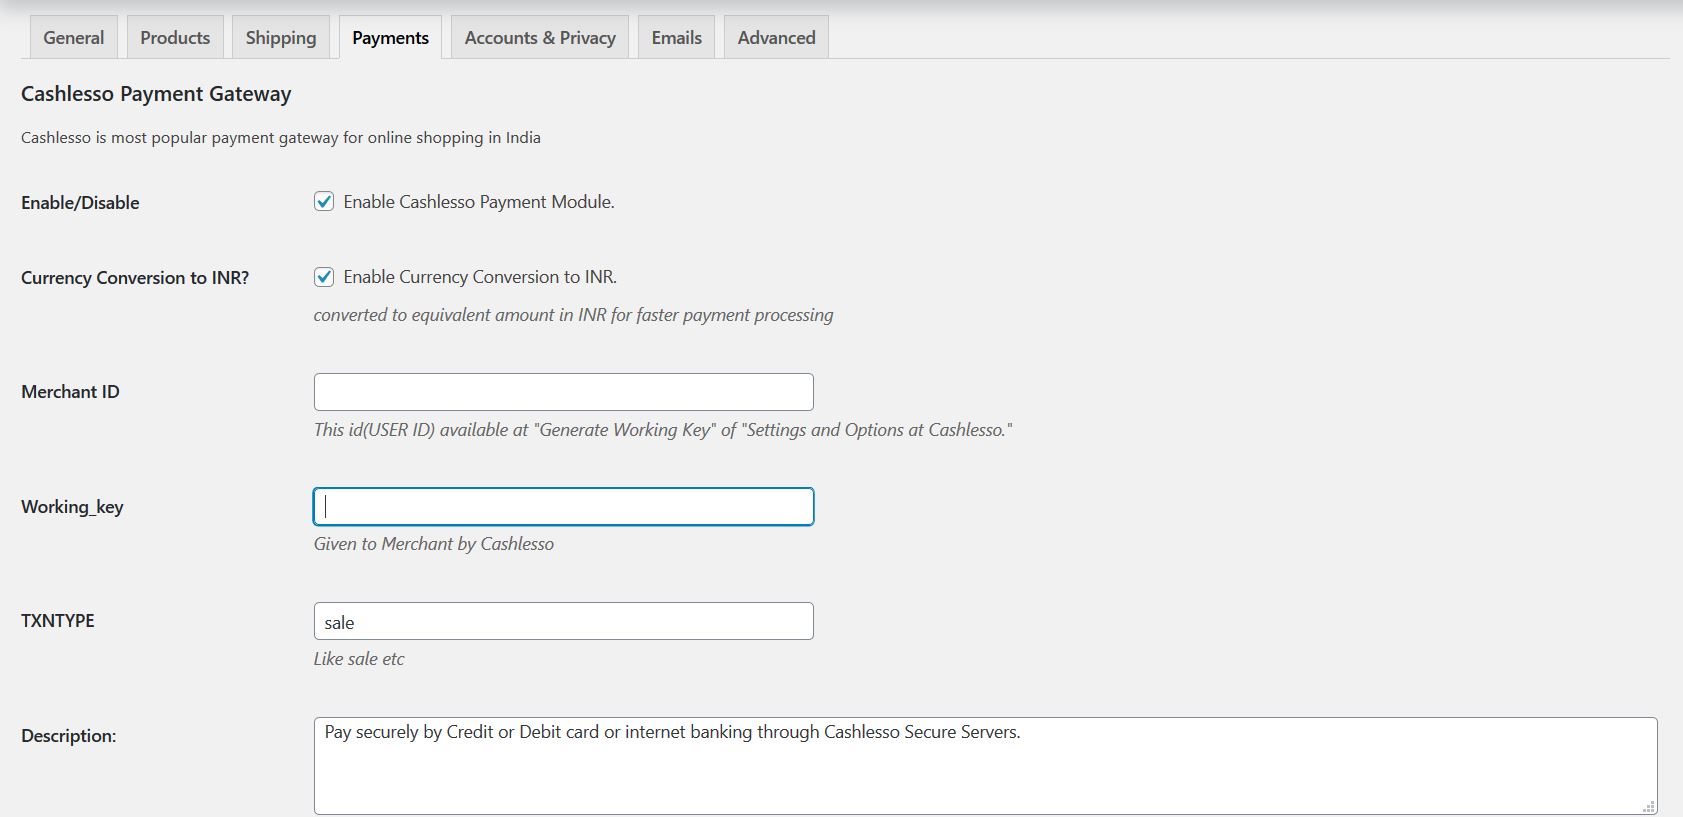 General Products Shipping Payments Accounts & Privacy Emails Advanced
Cashlesso Payment Gateway
Cashlesso is most popular payment gateway for online shopping in India
Enable/Disable Enable Cashlesso Payment Module.
Currency Conversion to INR? Enable Currency Conversion to INR.
converted to equivalent amount in INR for faster payment processing
Merchant ID
This id(USER ID) available at "Generate Working Key" of "Settings and Options at Cashlesso."
Working_key
Given to Merchant by Cashlesso
TXNTYPE sale
Like sale etc
Description: Pay securely by Credit or Debit card or internet banking through Cashlesso Secure Servers.